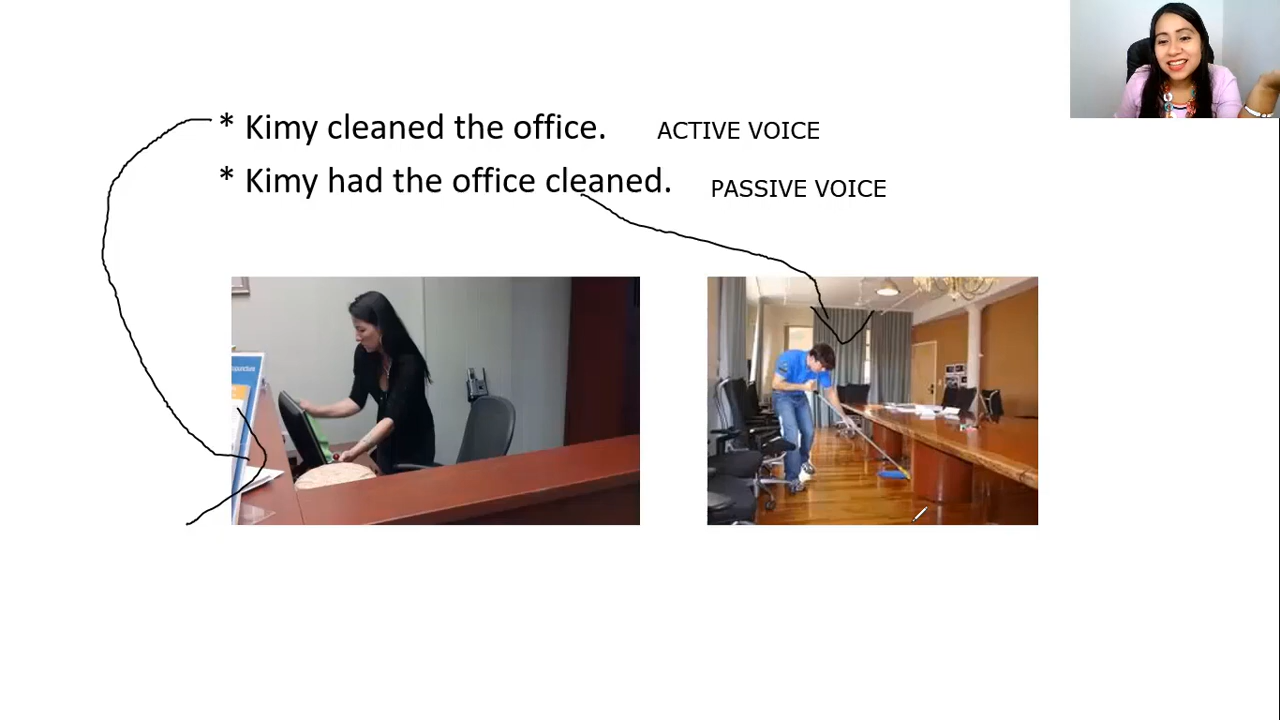 * Kimy cleaned the office. ACTIVE VOICE
* Kimy had the office cleaned. PASSIVE VOICE